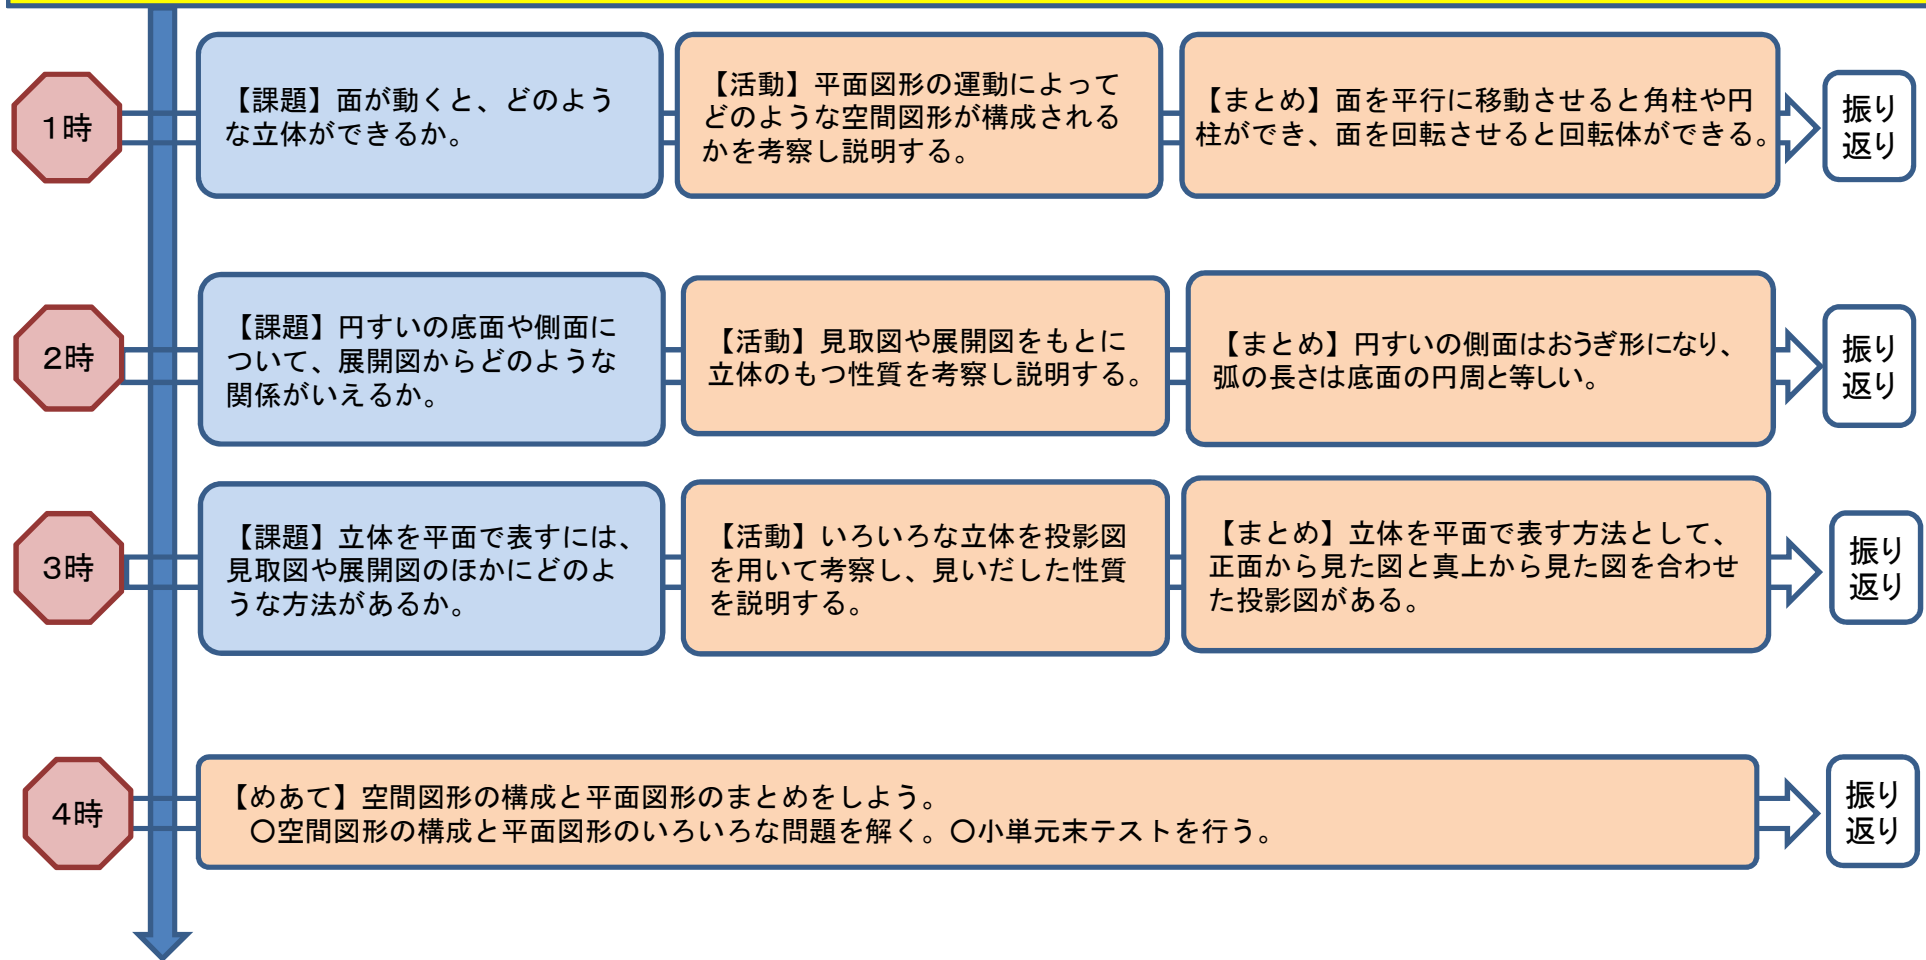 1時
【課題】面が動くと、どのよう
な立体ができるか。
【活動】平面図形の運動によって
どのような空間図形が構成される
かを考察し説明する。
【まとめ】面を平行に移動させると角柱や円
柱ができ、面を回転させると回転体ができる。
振り
返り
2時
【課題】円すいの底面や側面に
ついて、展開図からどのような
関係がいえるか。
【活動】見取図や展開図をもとに
立体のもつ性質を考察し説明する。
【まとめ】円すいの側面はおうぎ形になり、
弧の長さは底面の円周と等しい。
振り
返り
3時
【課題】立体を平面で表すには、
見取図や展開図のほかにどのよ
うな方法があるか。
【活動】いろいろな立体を投影図
を用いて考察し、見いだした性質
を説明する。
【まとめ】立体を平面で表す方法として、
正面から見た図と真上から見た図を合わせ
た投影図がある。
振り
返り
4時
【めあて】空間図形の構成と平面図形のまとめをしよう。
〇空間図形の構成と平面図形のいろいろな問題を解く。〇小単元末テストを行う。
振り
返り